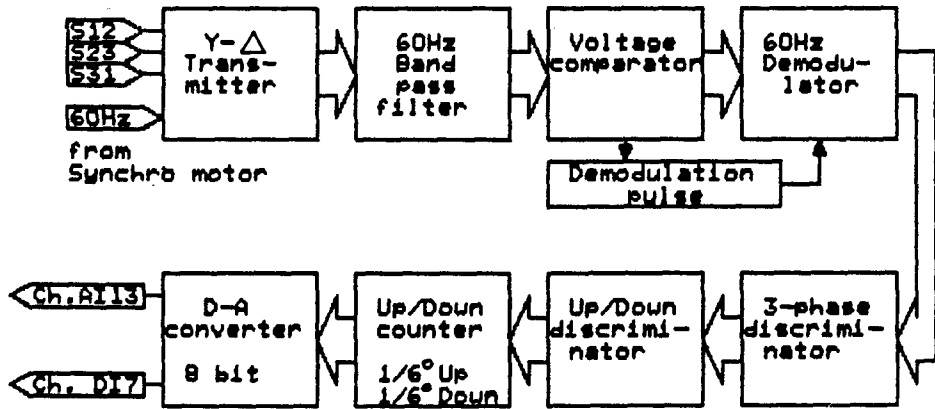 S12
S23
S31
60Hz
from
Synchro motor
Y-△
Trans-
mitter
60Hz
Band
pass
filter
Voltage
comparator
60Hz
Demodu-
lator
Demodulation
pulse
Ch.AI13
Ch. DI7
D-A
converter
8 bit
Up/Down
counter
1/6° Up
1/6° Down
Up/Down
discrimi-
nator
3-phase
discrimi-
nator